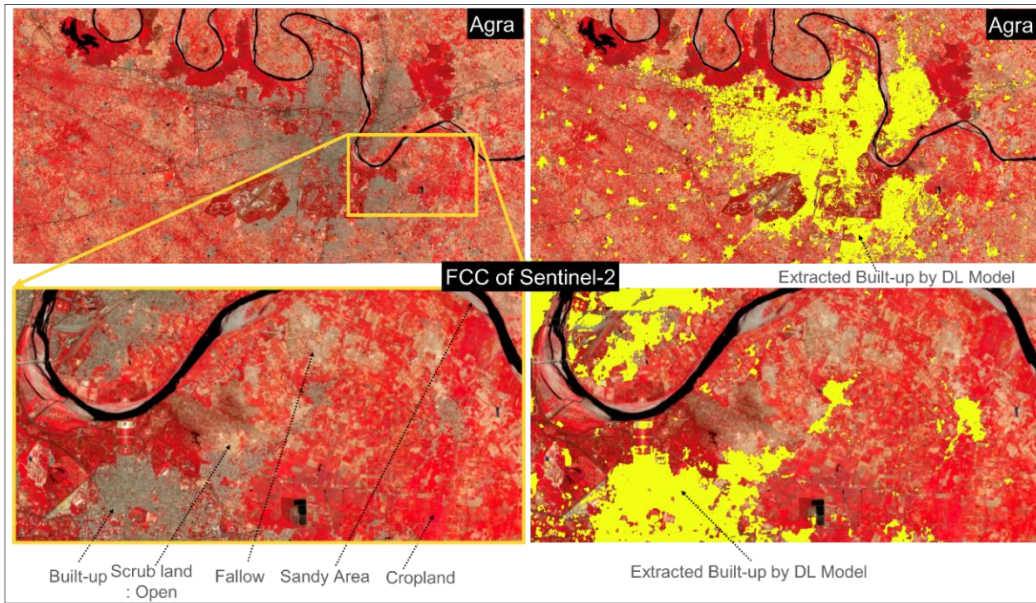 Agra
Agra
Extracted Built-up by DL Model
FCC of Sentinel-2
Built-up
Scrub land
: Open
Fallow
Sandy Area
Cropland
Extracted Built-up by DL Model